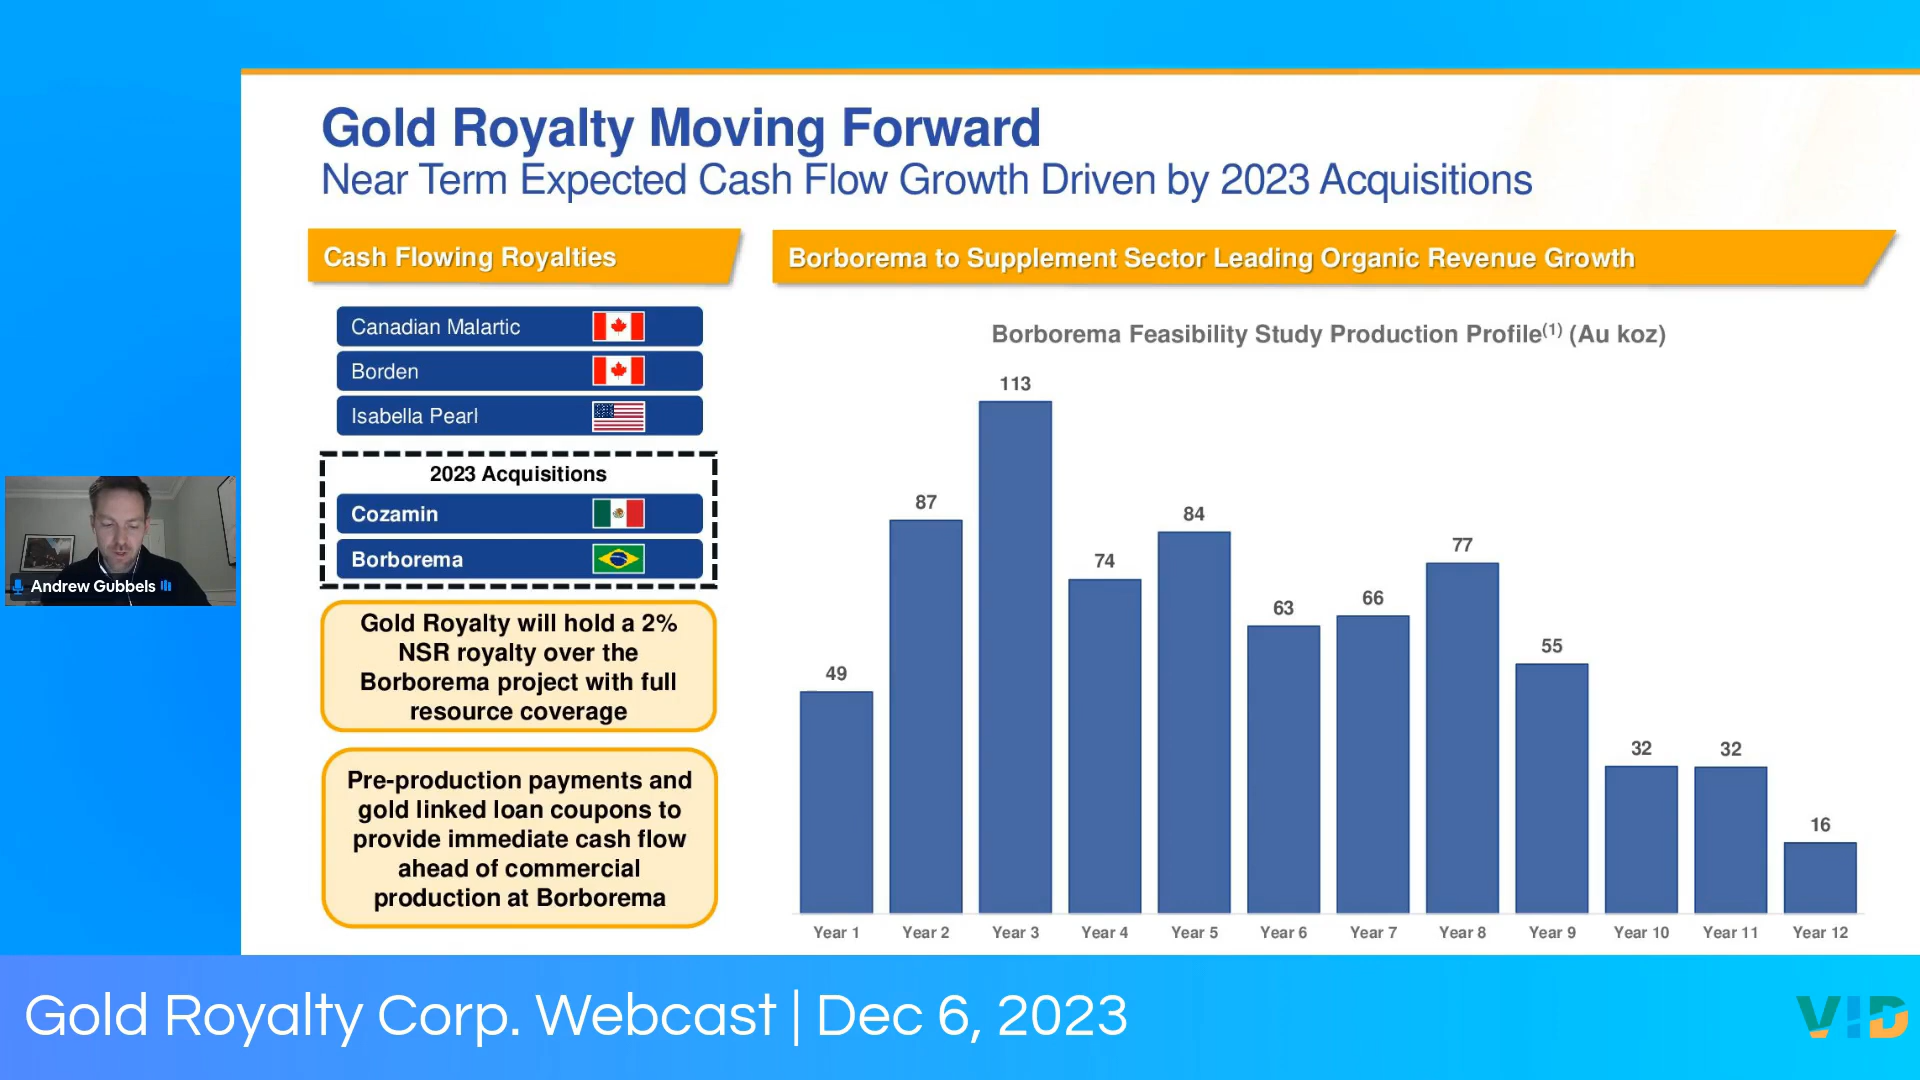 Gold Royalty Moving Forward
Near Term Expected Cash Flow Growth Driven by 2023 Acquisitions
Cash Flowing Royalties
Canadian Malartic
Borden
Isabella Pearl
2023 Acquisitions
Cozamin
Borborema
Gold Royalty will hold a 2%
NSR royalty over the
Borborema project with full
resource coverage
Pre-production payments and
gold linked loan coupons to
provide immediate cash flow
ahead of commercial
production at Borborema
Borborema to Supplement Sector Leading Organic Revenue Growth
Borborema Feasibility Study Production Profile(1) (Au koz)
49
87
113
74
84
63
66
77
55
32
32
16
Year 1
Year 2
Year 3
Year 4
Year 5
Year 6
Year 7
Year 8
Year 9
Year 10
Year 11
Year 12
Andrew Gubbels
Gold Royalty Corp. Webcast | Dec 6, 2023
VID